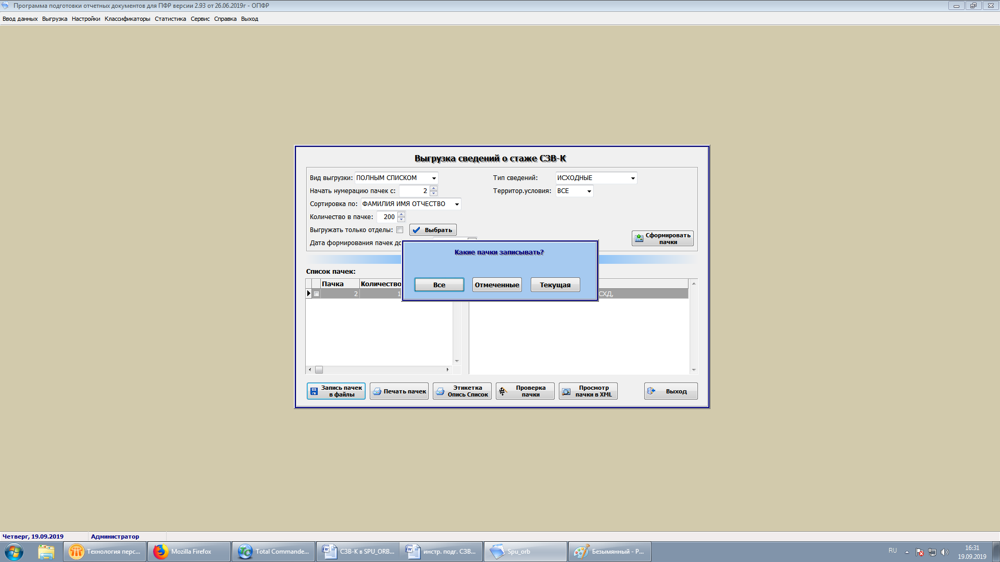 Программа подготовки отчетных документов для ПФР версии 2.93 от 26.06.2019г - ОПФР
Ввод данных Выгрузка Настройки Классификаторы Статистика Сервис Справка Выход
Выгрузка сведений о стаже СЗВ-К
Вид выгрузки: ПОЛНЫМ СПИСКОМ Тип сведений: ИСХОДНЫЕ
Начать нумерацию пачек с: 2 Территор.условия: ВСЕ
Сортировка по: ФАМИЛИЯ ИМЯ ОТЧЕСТВО
Количество в пачке: 200
Выгружать только отделы: Выбрать
Сформировать
пачки
Дата формирования пачек до
Какие пачки записывать?
Список пачек:
Все Отмеченные Текущая
Пачка Количество
2 1 СХД,
Запись пачек
в файлы
Печать пачек
Этикетка
Опись Список
Проверка
пачки
Просмотр
пачки в XML
Выход
Четверг, 19.09.2019 Администратор
Технология перс... Mozilla Firefox Total Commande... СЗВ-К в SPU_ORB... инстр. подг. СЗВ... Spu_orb Безымянный - P... RU
16:31
19.09.2019